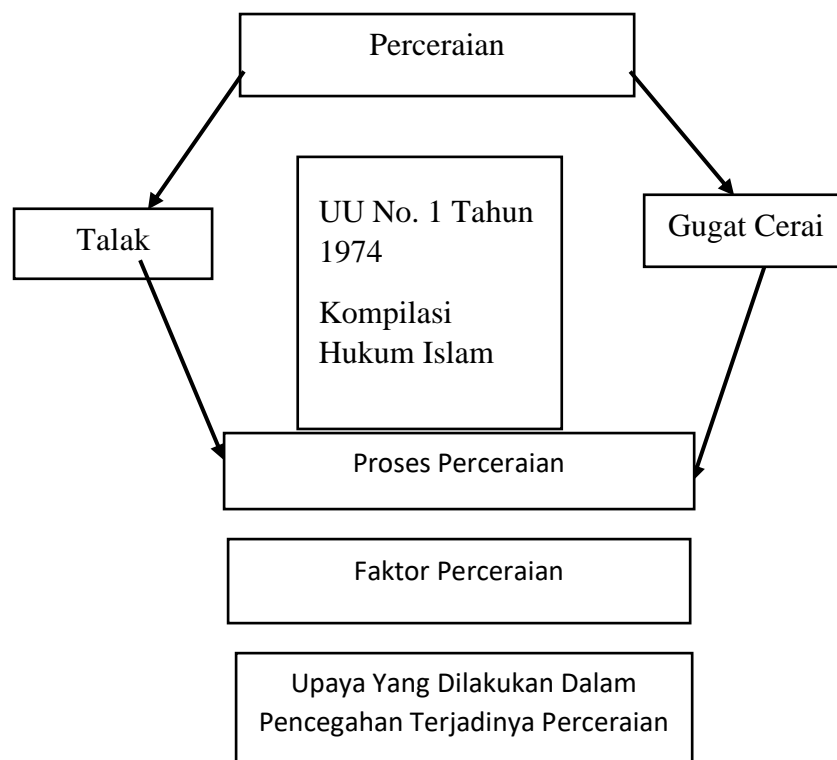 Perceraian
Talak
UU No. 1 Tahun
1974
Kompilasi
Hukum Islam
Gugat Cerai
Proses Perceraian
Faktor Perceraian
Upaya Yang Dilakukan Dalam
Pencegahan Terjadinya Perceraian